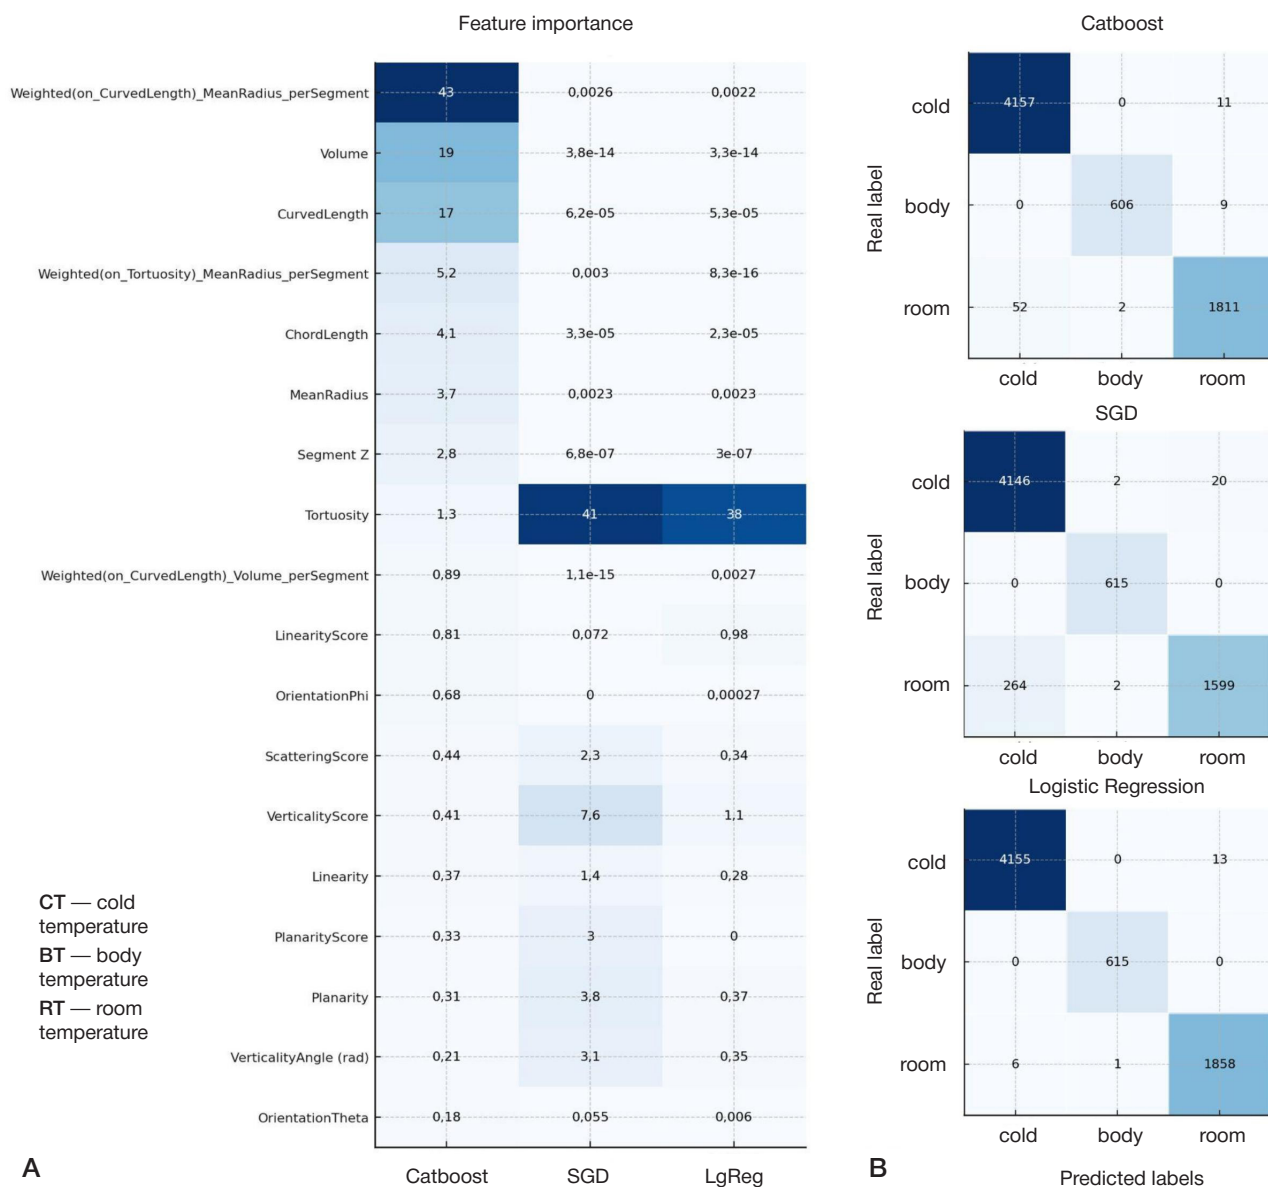 Feature importance
Weighted(on_CurvedLength)_MeanRadius_perSegment 43 0,0026 0,0022
Volume 19 3,8e-14 3,3e-14
CurvedLength 17 6,2e-05 5,3e-05
Weighted(on_Tortuosity)_MeanRadius_perSegment 5,2 0,003 8,3e-16
ChordLength 4,1 3,3e-05 2,3e-05
MeanRadius 3,7 0,0023 0,0023
Segment Z 2,8 6,8e-07 3e-07
Tortuosity 1,3 41 38
Weighted(on_CurvedLength)_Volume_perSegment 0,89 1,1e-15 0,0027
LinearityScore 0,81 0,072 0,98
OrientationPhi 0,68 0 0,00027
ScatteringScore 0,44 2,3 0,34
VerticalityScore 0,41 7,6 1,1
Linearity 0,37 1,4 0,28
PlanarityScore 0,33 3 0
Planarity 0,31 3,8 0,37
VerticalityAngle (rad) 0,21 3,1 0,35
OrientationTheta 0,18 0,055 0,006
Catboost SGD LgReg
CT — cold
temperature
BT — body
temperature
RT — room
temperature
A
Catboost
Real label
cold 4157 0 11
body 0 606 9
room 52 2 1811
cold body room
SGD
Real label
cold 4146 2 20
body 0 615 0
room 264 2 1599
cold body room
Logistic Regression
Real label
cold 4155 0 13
body 0 615 0
room 6 1 1858
cold body room
B
Predicted labels